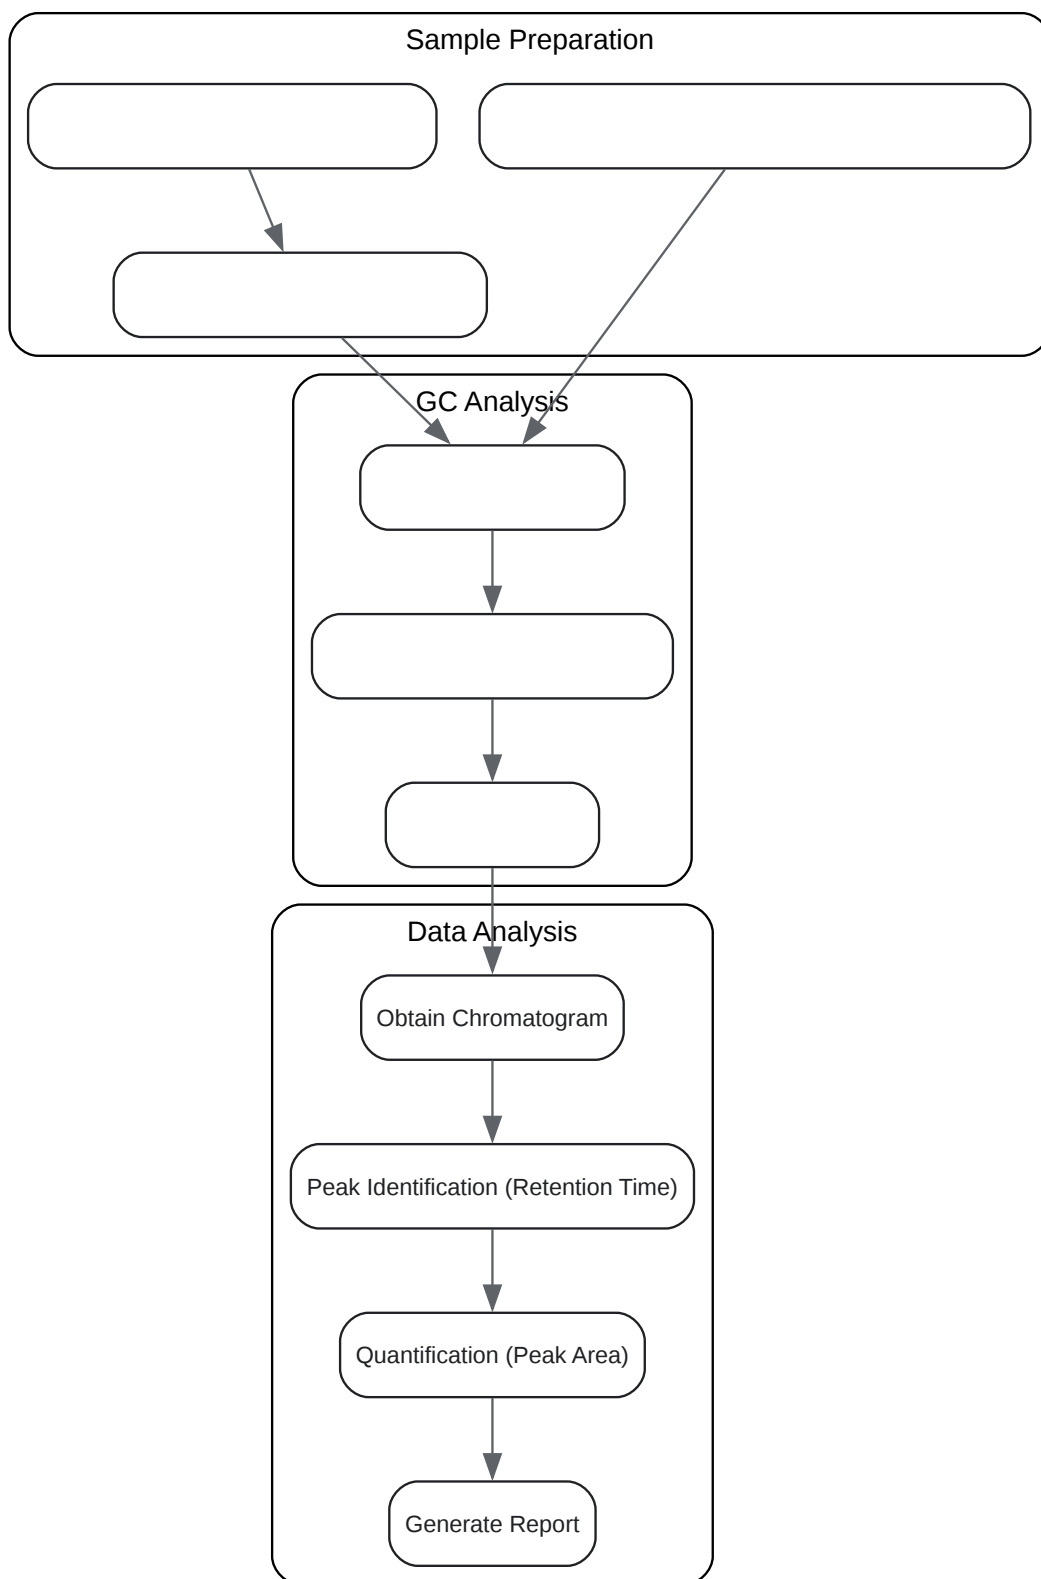 Sample Preparation
GC Analysis
Data Analysis
Obtain Chromatogram
Peak Identification (Retention Time)
Quantification (Peak Area)
Generate Report